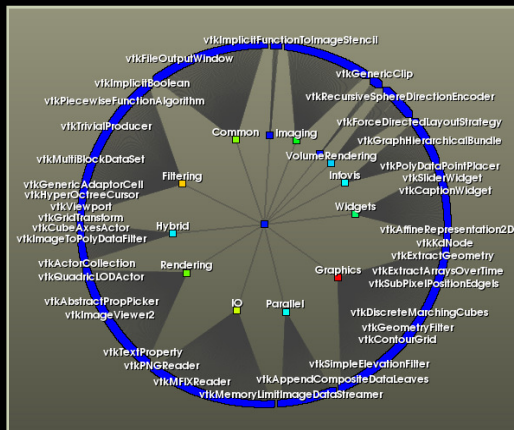 vtkImplicitFunctionToImageStencil
vtkFileOutputWindow
vtkGenericClip
vtkImplicitBoolean
vtkRecursiveSphereDirectionEncoder
vtkPiecewiseFunctionAlgorithm
vtkForceDirectedLayoutStrategy
vtkTrivialProducer
Common
Imaging
vtkGraphHierarchicalBundle
VolumeRendering
vtkMultiBlockDataSet
vtkPolyDataPointPlacer
Infovis
vtkSliderWidget
Filtering
vtkGenericAdaptorCell
vtkCaptionWidget
vtkHyperOctreeCursor
vtkViewport
Widgets
vtkGridTransform
vtkCubeAxesActor
Hybrid
vtkAffineRepresentation2D
vtkImageToPolyDataFilter
vtkKdNode
vtkExtractGeometry
vtkActorCollection
Rendering
Graphics
vtkExtractArraysOverTime
vtkQuadricLODActor
vtkSubPixelPositionEdgels
vtkAbstractPropPicker
IO
Parallel
vtkImageViewer2
vtkDiscreteMarchingCubes
vtkGeometryFilter
vtkContourGrid
vtkTextProperty
vtkPNGReader
vtkSimpleElevationFilter
vtkMFIXReader
vtkAppendCompositeDataLeaves
vtkMemoryLimitImageDataStreamer